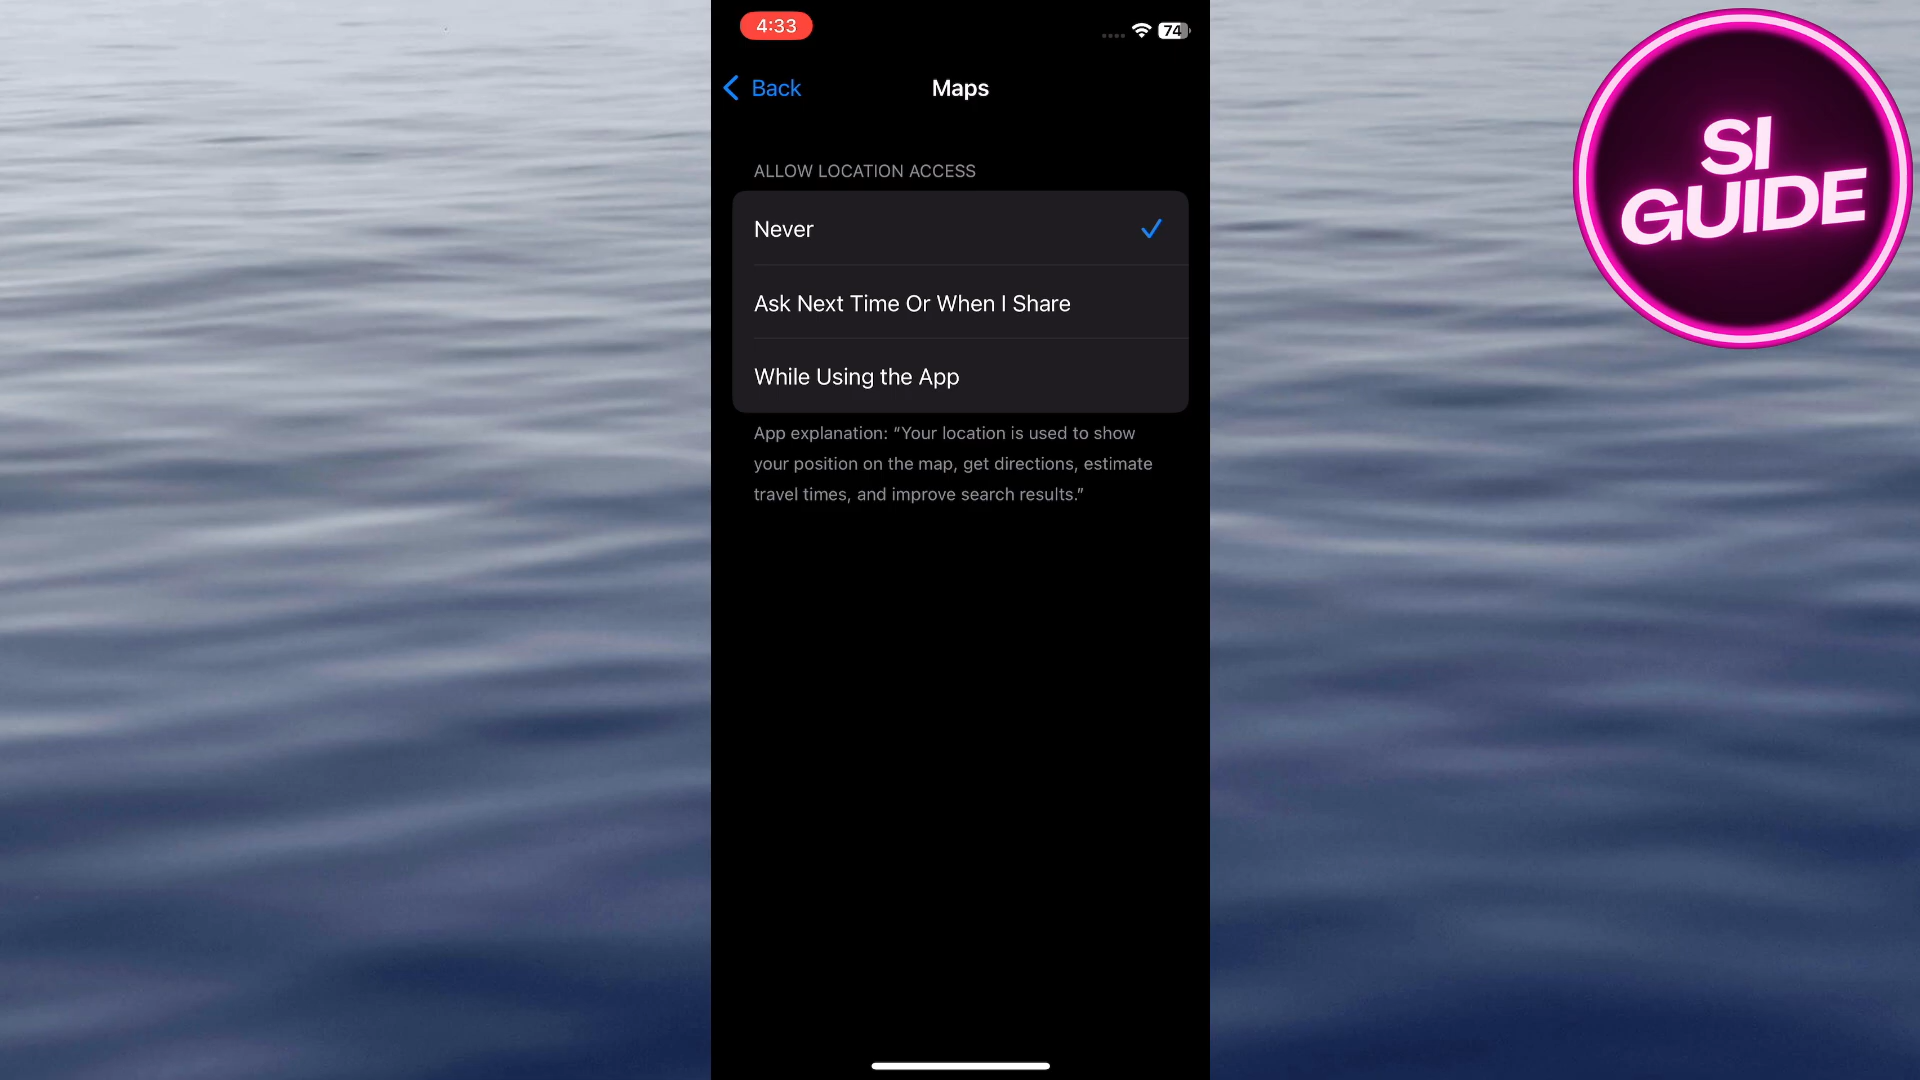 4:33
74
Back
Maps
ALLOW LOCATION ACCESS
Never
Ask Next Time Or When I Share
While Using the App
App explanation: “Your location is used to show
your position on the map, get directions, estimate
travel times, and improve search results.”
SI
GUIDE